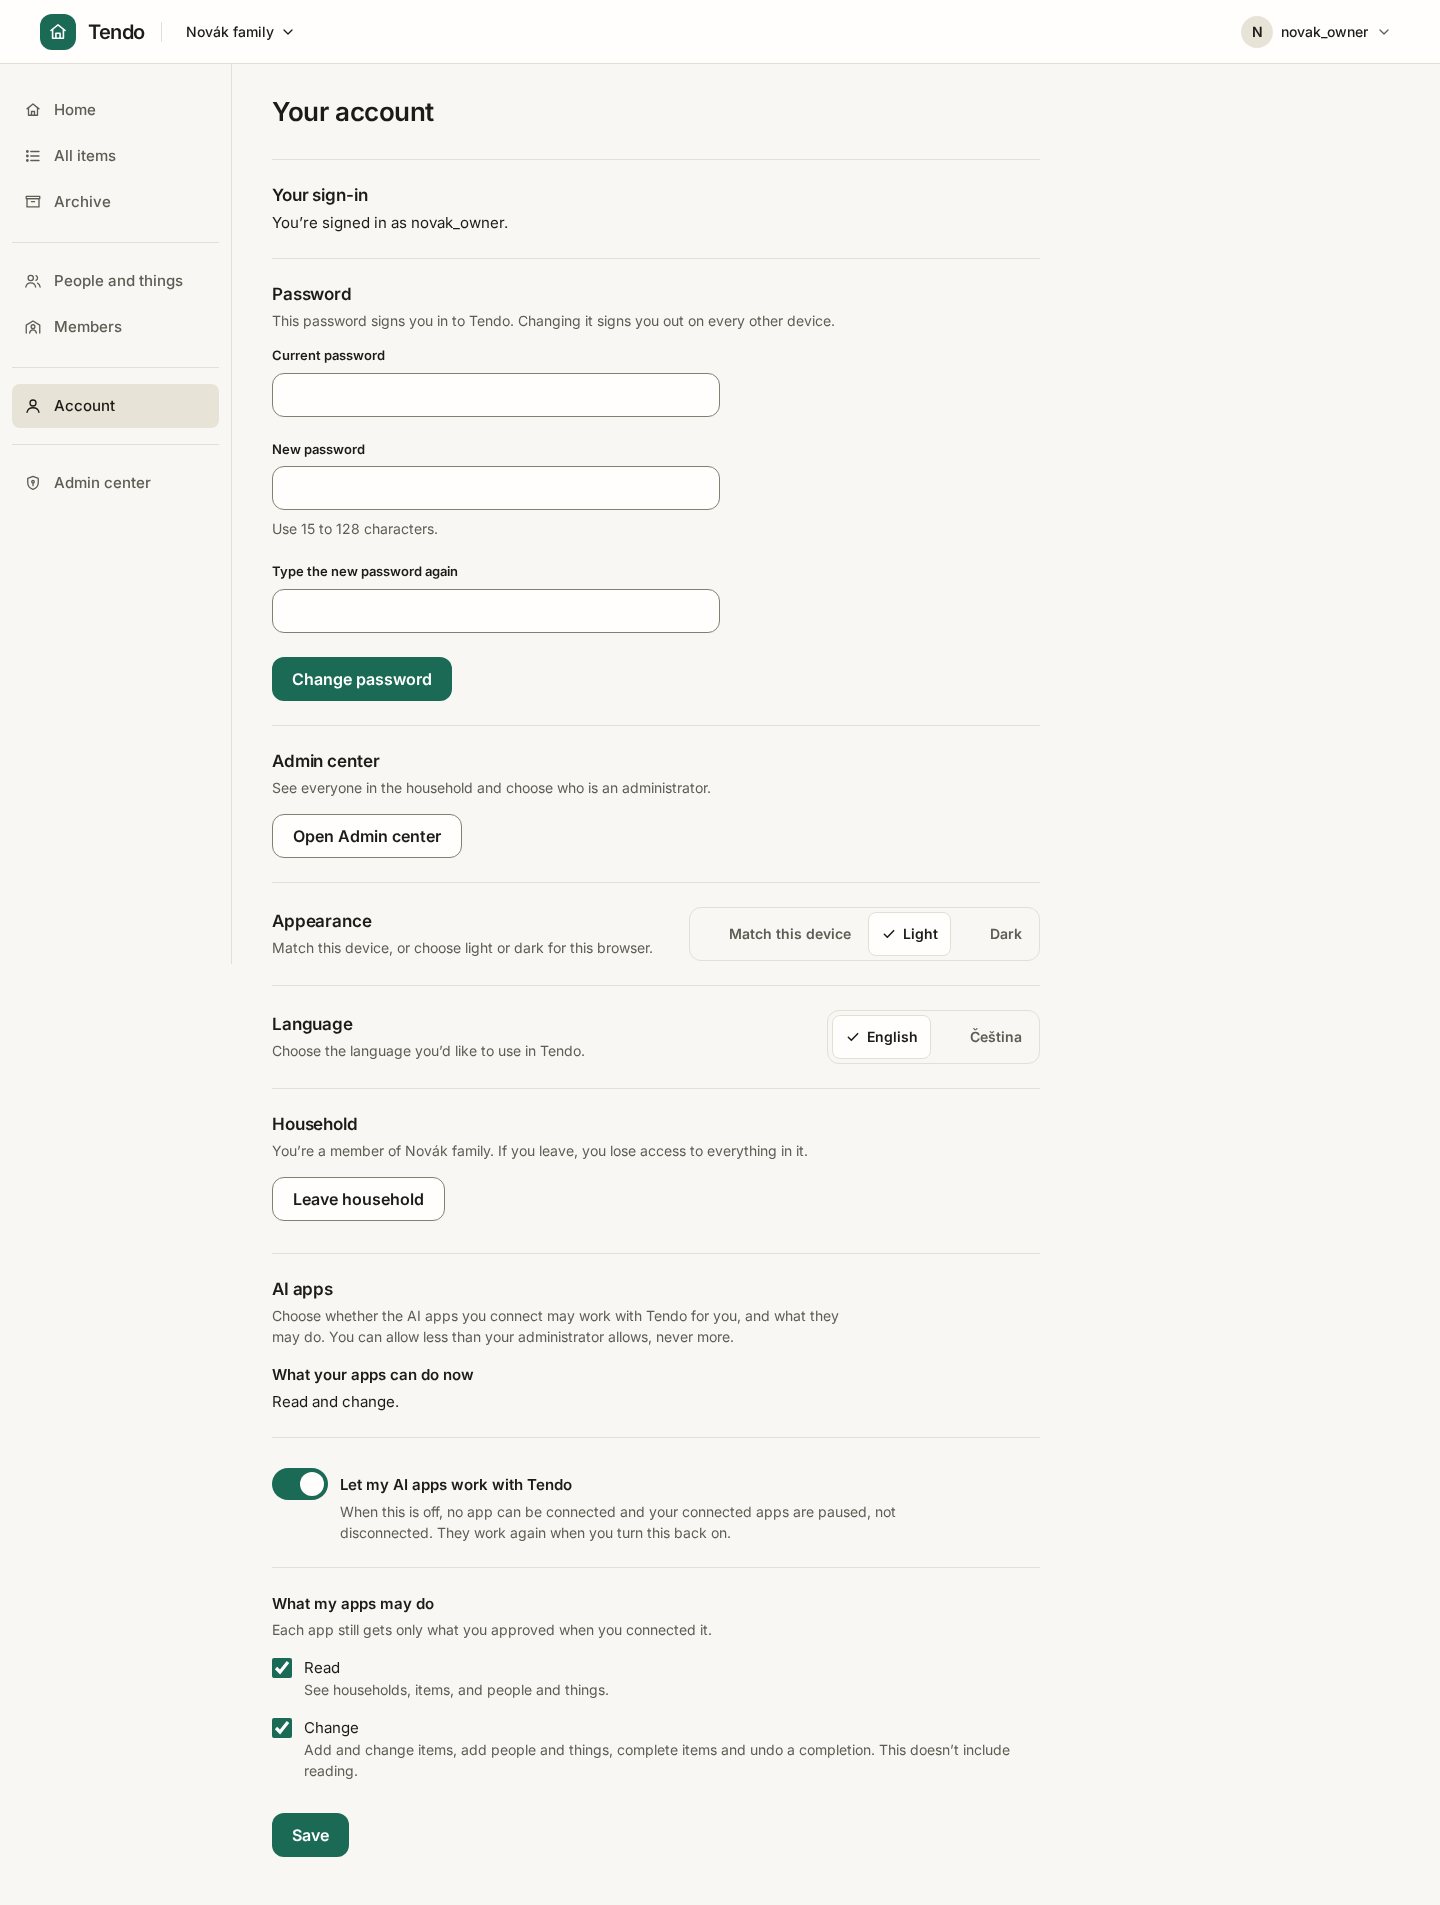 Tendo
Novák family
N
novak_owner
Home
All items
Archive
People and things
Members
Account
Admin center
Your account
Your sign-in
You’re signed in as novak_owner.
Password
This password signs you in to Tendo. Changing it signs you out on every other device.
Current password
New password
Use 15 to 128 characters.
Type the new password again
Change password
Admin center
See everyone in the household and choose who is an administrator.
Open Admin center
Appearance
Match this device, or choose light or dark for this browser.
Match this device
Light
Dark
Language
Choose the language you’d like to use in Tendo.
English
Čeština
Household
You’re a member of Novák family. If you leave, you lose access to everything in it.
Leave household
AI apps
Choose whether the AI apps you connect may work with Tendo for you, and what they
may do. You can allow less than your administrator allows, never more.
What your apps can do now
Read and change.
Let my AI apps work with Tendo
When this is off, no app can be connected and your connected apps are paused, not
disconnected. They work again when you turn this back on.
What my apps may do
Each app still gets only what you approved when you connected it.
Read
See households, items, and people and things.
Change
Add and change items, add people and things, complete items and undo a completion. This doesn’t include
reading.
Save